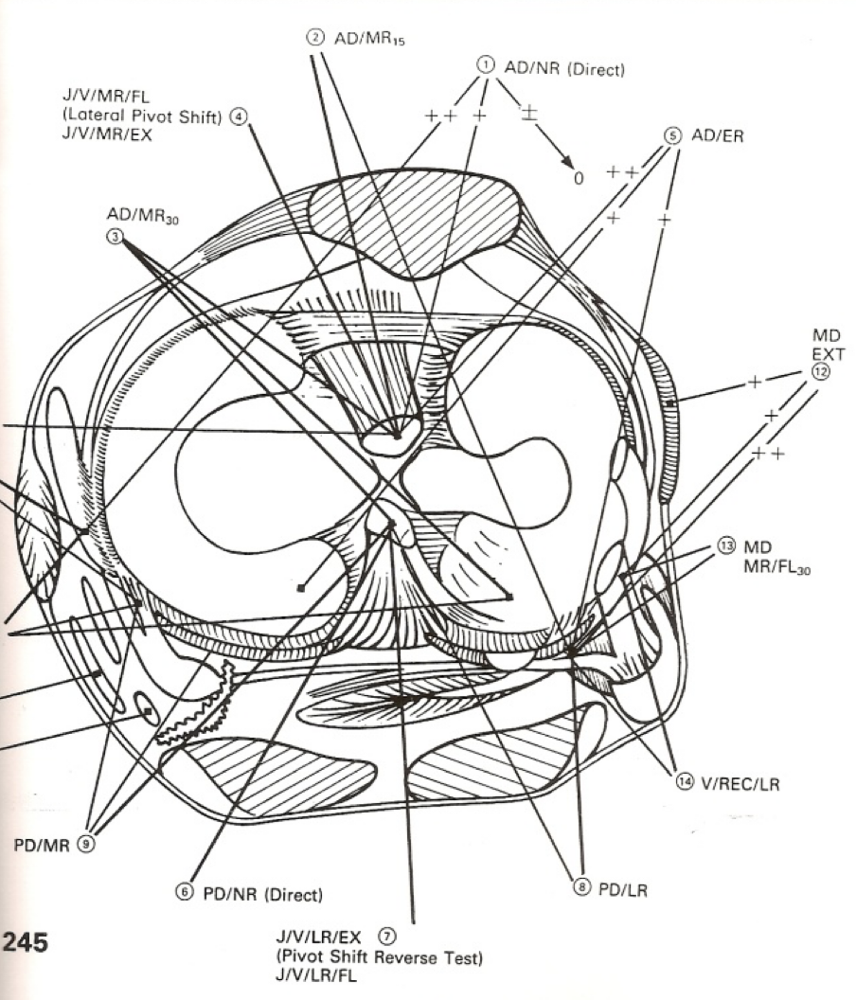 ② AD/MR₁₅
① AD/NR (Direct)
J/V/MR/FL
(Lateral Pivot Shift) ④
J/V/MR/EX
++ + ±
0
⑤ AD/ER
++
+ +
AD/MR₃₀
③
MD
EXT
⑫
+
+
++
⑬ MD
MR/FL₃₀
⑭ V/REC/LR
PD/MR ⑨
⑥ PD/NR (Direct)
⑧ PD/LR
245
J/V/LR/EX ⑦
(Pivot Shift Reverse Test)
J/V/LR/FL